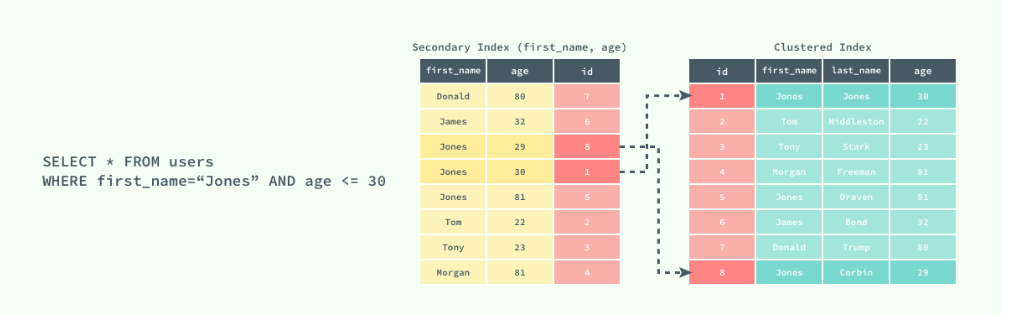 Secondary Index (first_name, age)
Clustered Index
first_name age id
id first_name last_name age
Donald 80 7
1 Jones Jones 30
James 32 6
2 Tom Hiddleston 22
Jones 29 8
3 Tony Stark 23
SELECT * FROM users
WHERE first_name=“Jones” AND age <= 30
Jones 30 1
4 Morgan Freeman 81
Jones 81 5
5 Jones Draven 81
Tom 22 2
6 James Bond 32
Tony 23 3
7 Donald Trump 80
Morgan 81 4
8 Jones Corbin 29